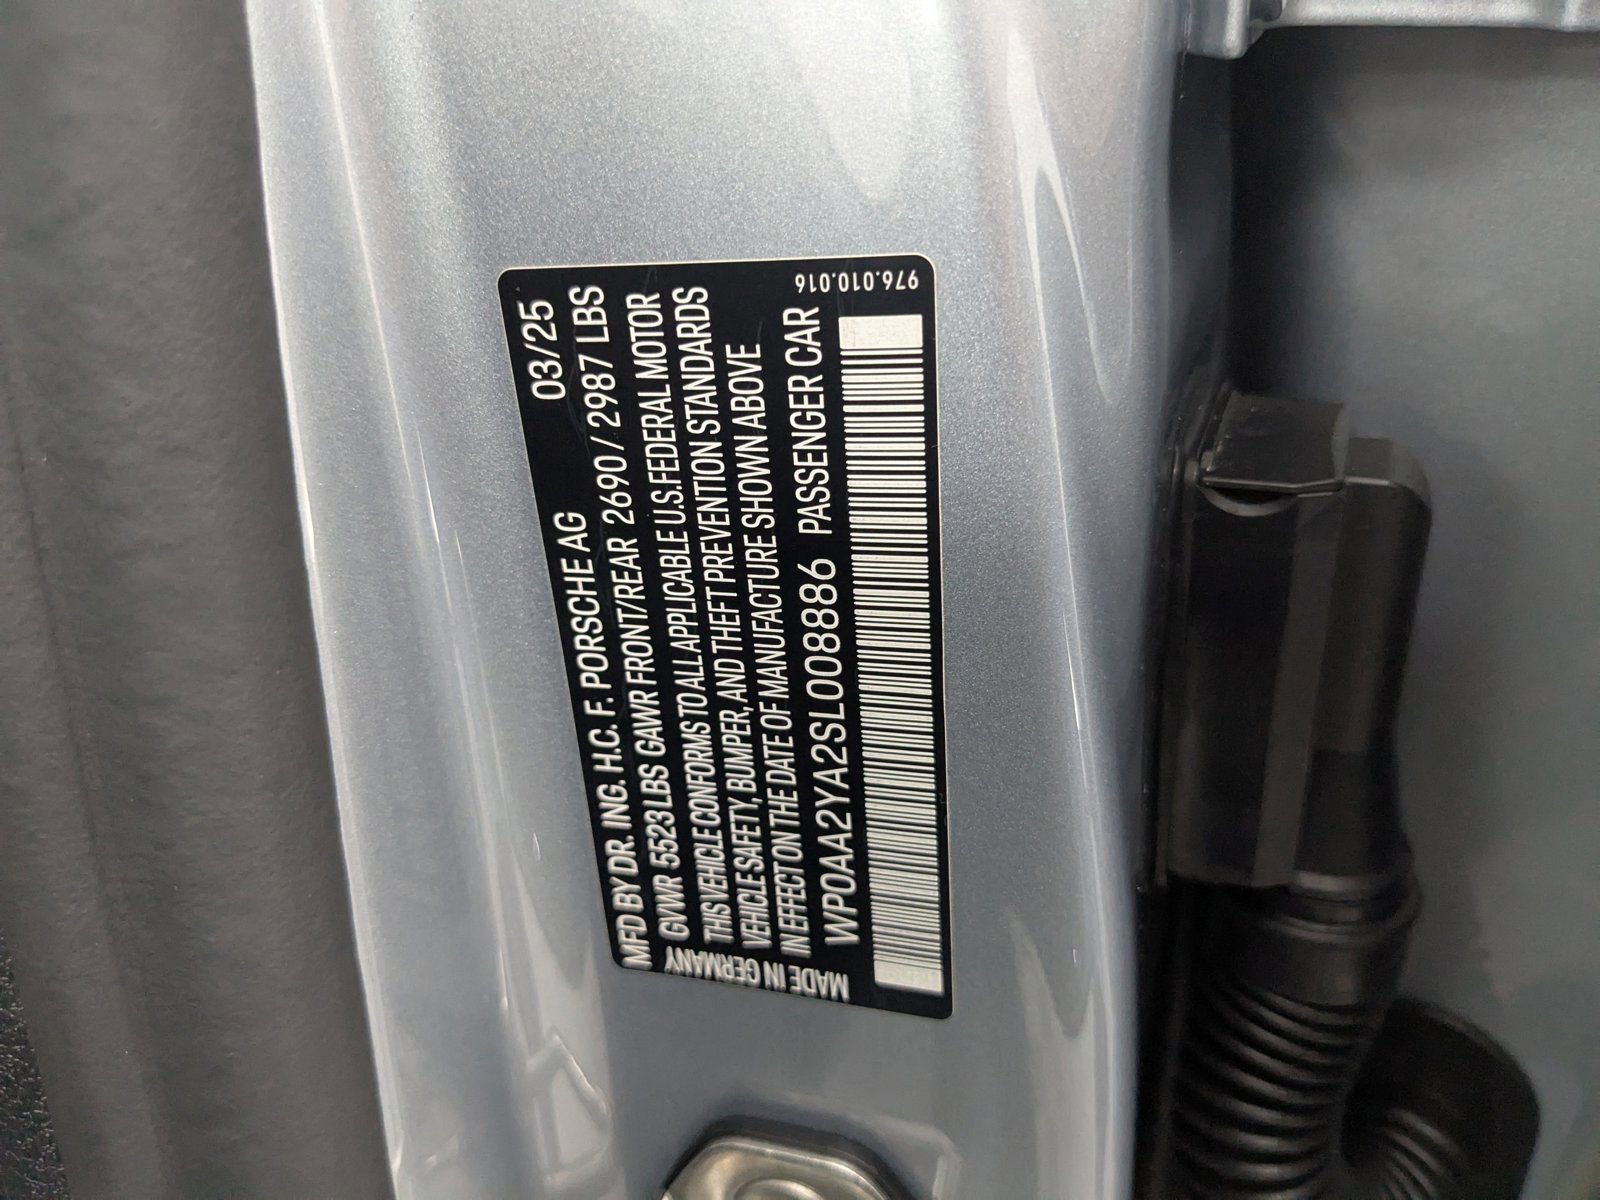 MFD BY DR. ING. H.C. F. PORSCHE AG 03/25
GVWR 5523 LBS GAWR FRONT/REAR 2690 / 2987 LBS
THIS VEHICLE CONFORMS TO ALL APPLICABLE U.S.FEDERAL MOTOR
VEHICLE SAFETY, BUMPER, AND THEFT PREVENTION STANDARDS
IN EFFECT ON THE DATE OF MANUFACTURE SHOWN ABOVE
WP0AA2YA2SL008886 PASSENGER CAR
MADE IN GERMANY
976.010.016